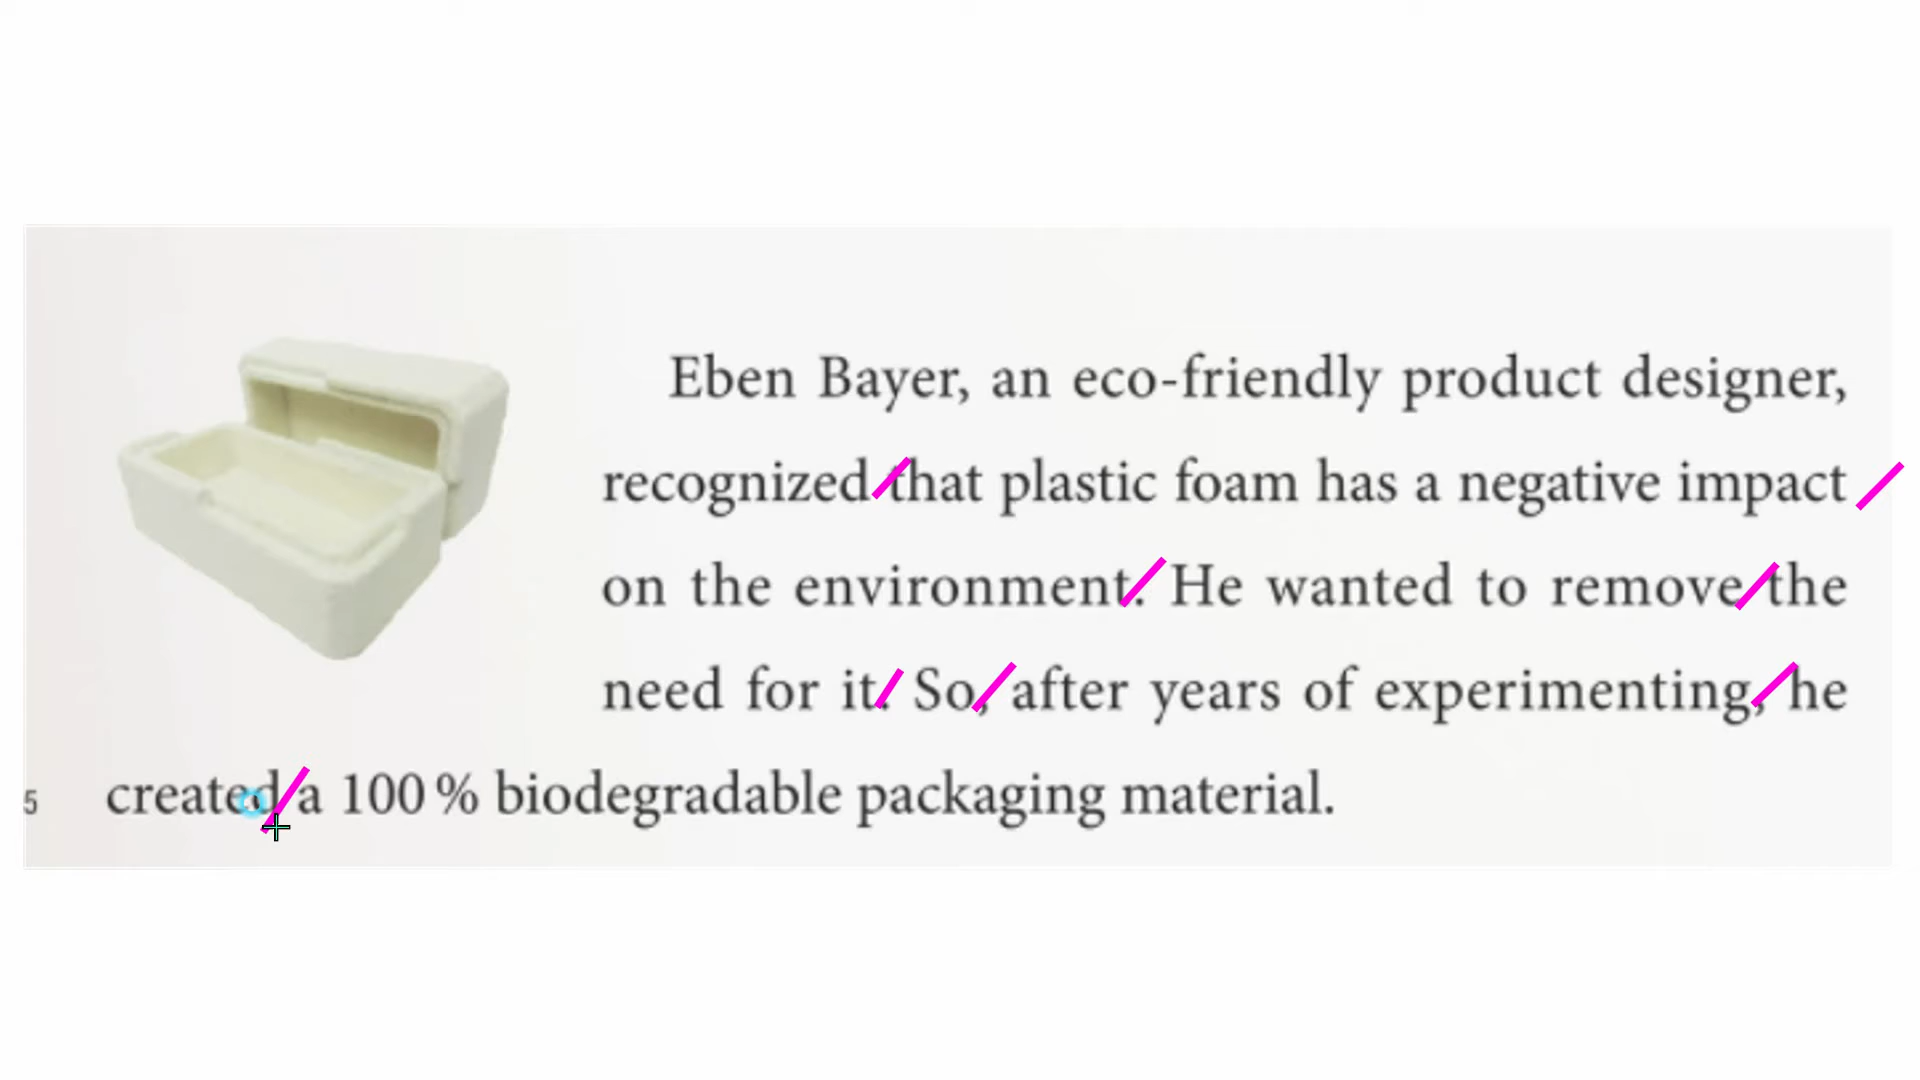 Eben Bayer, an eco-friendly product designer,
recognized that plastic foam has a negative impact
on the environment. He wanted to remove the
need for it. So, after years of experimenting, he
5 created a 100% biodegradable packaging material.